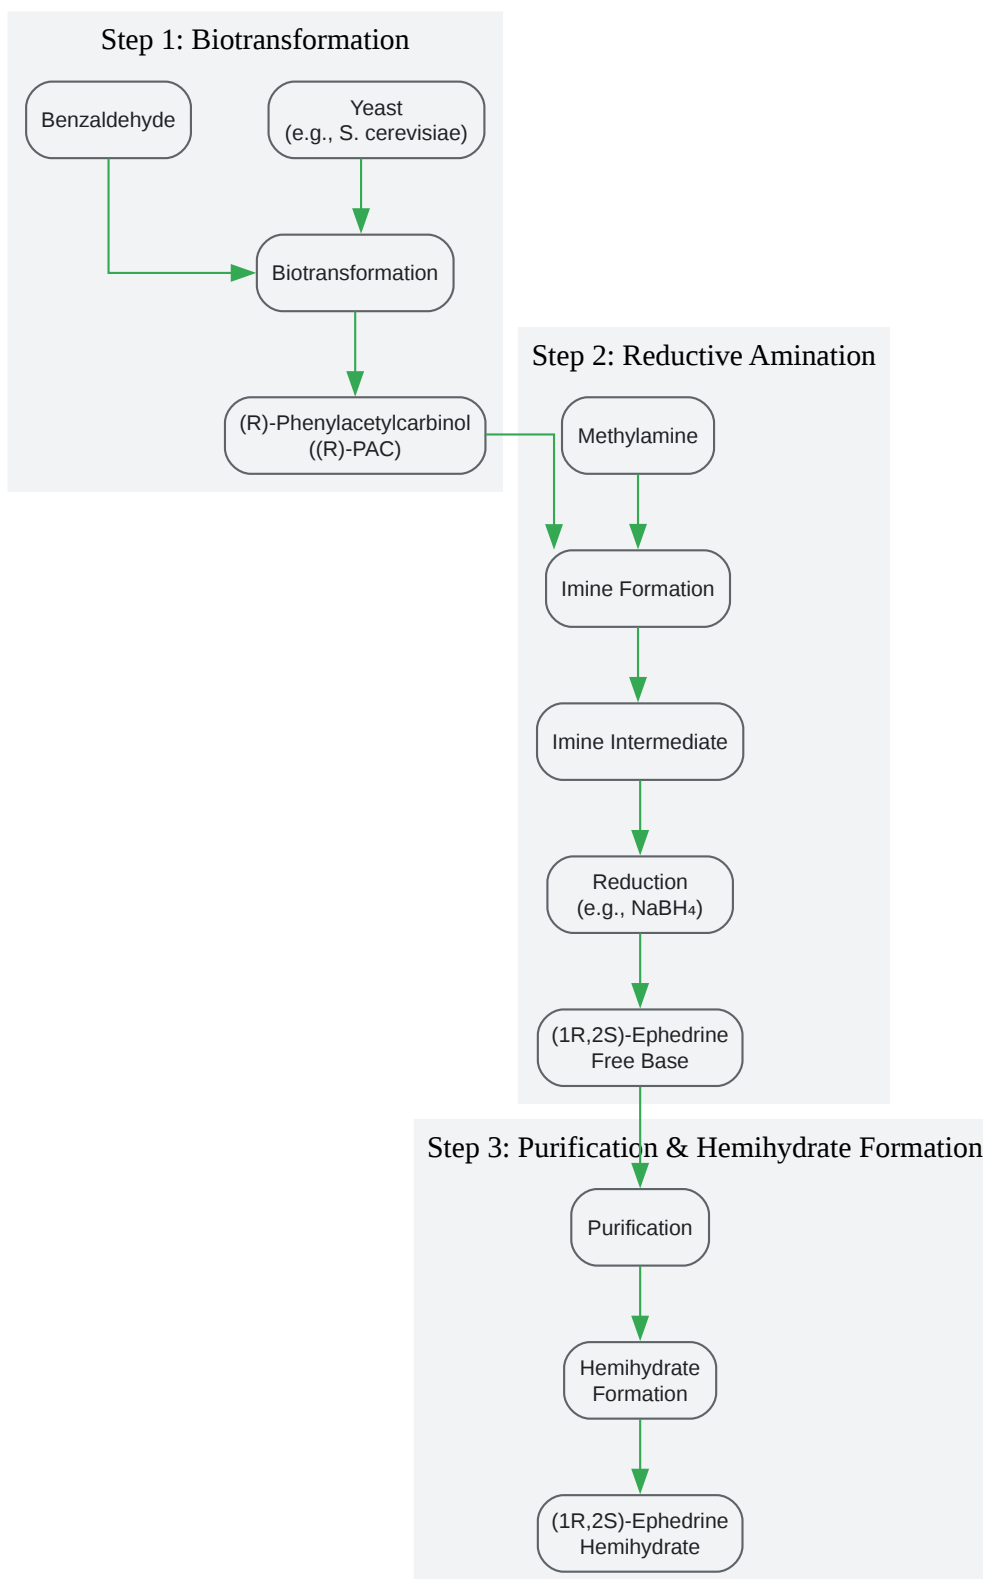 Step 1: Biotransformation
Benzaldehyde
Yeast
(e.g., S. cerevisiae)
Biotransformation
(R)-Phenylacetylcarbinol
((R)-PAC)
Step 2: Reductive Amination
Methylamine
Imine Formation
Imine Intermediate
Reduction
(e.g., NaBH₄)
(1R,2S)-Ephedrine
Free Base
Step 3: Purification & Hemihydrate Formation
Purification
Hemihydrate
Formation
(1R,2S)-Ephedrine
Hemihydrate